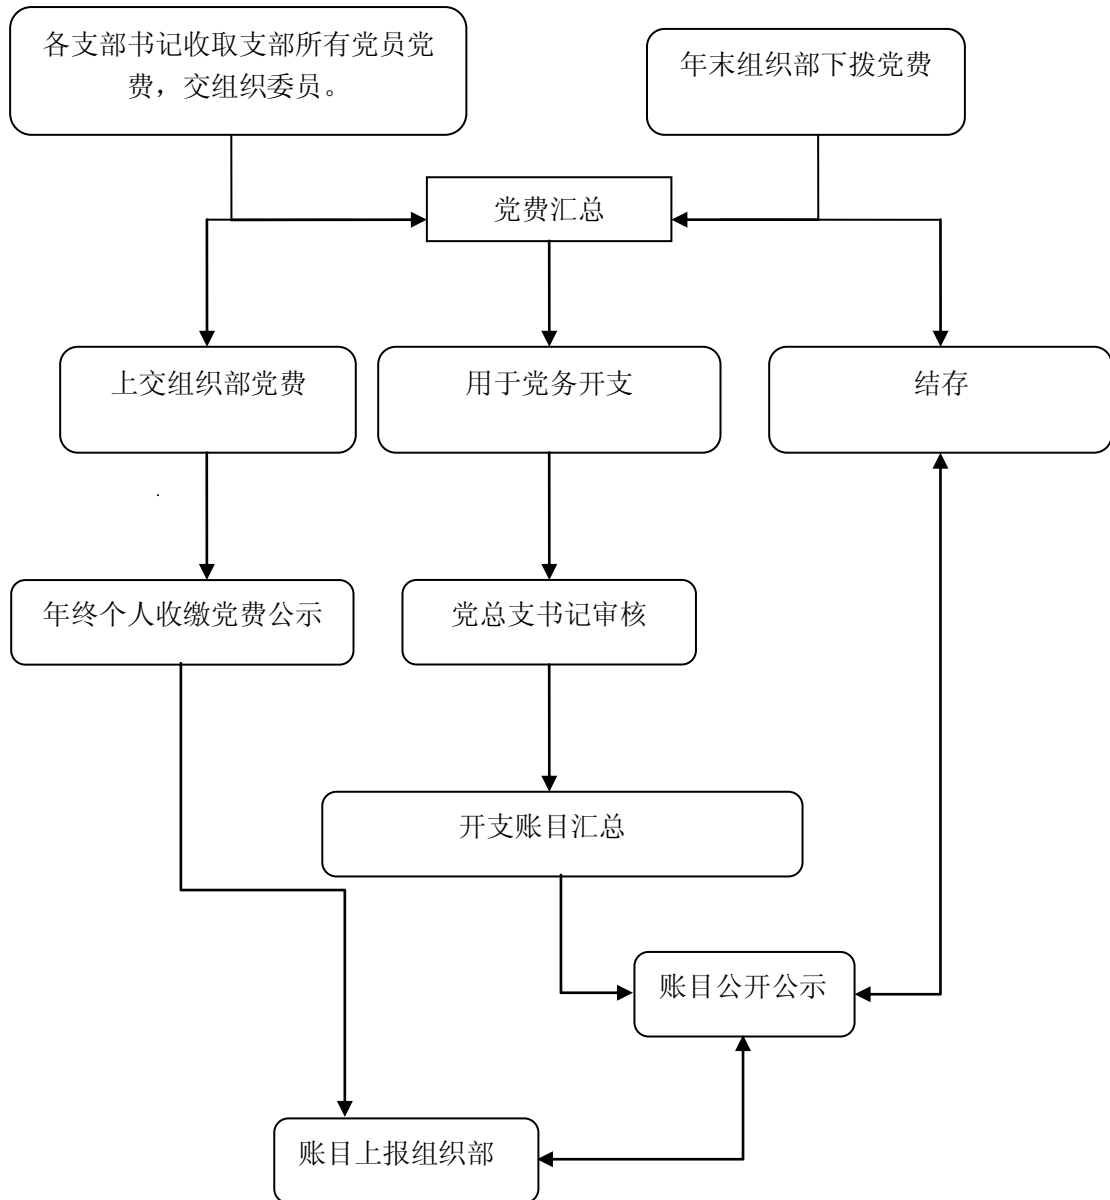 各支部书记收取支部所有党员党
费，交组织委员。
年末组织部下拨党费
党费汇总
上交组织部党费
用于党务开支
结存
年终个人收缴党费公示
党总支书记审核
开支账目汇总
账目公开公示
账目上报组织部